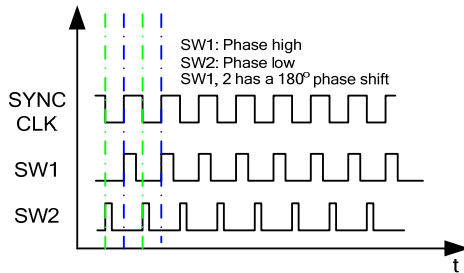 SW1: Phase high
SW2: Phase low
SW1, 2 has a 180° phase shift
SYNC
CLK
SW1
SW2
t